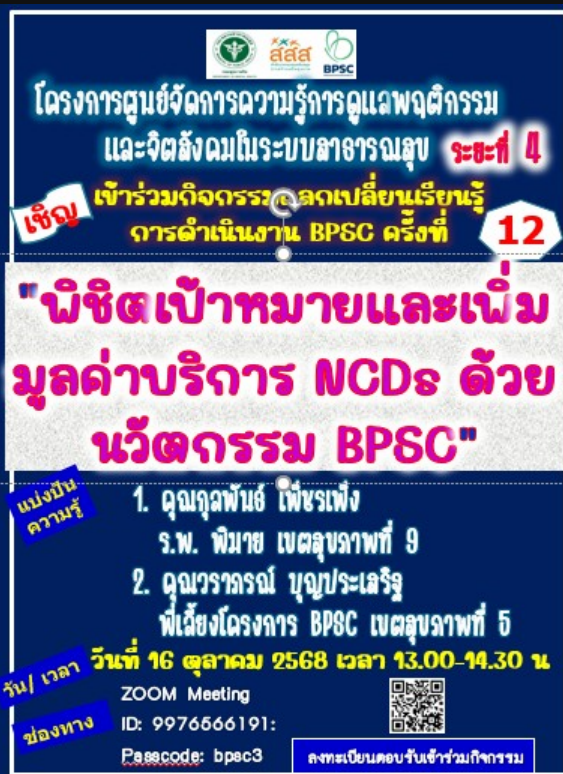 สสส
BPSC
โครงการศูนย์จัดการความรู้การดูแลพฤติกรรม
และจิตสังคมในระบบสาธารณสุข ระยะที่ 4
เชิญ
เข้าร่วมกิจกรรมแลกเปลี่ยนเรียนรู้
การดำเนินงาน BPSC ครั้งที่ 12
"พิชิตเป้าหมายและเพิ่ม
มูลค่าบริการ NCDs ด้วย
นวัตกรรม BPSC"
แบ่งปัน
ความรู้
1. คุณกุลพันธ์ เพ็ชรเพ็ง
ร.พ. พิมาย เขตสุขภาพที่ 9
2. คุณวราภรณ์ บุญประเสริฐ
พี่เลี้ยงโครงการ BPSC เขตสุขภาพที่ 5
วัน/ เวลา
วันที่ 16 ตุลาคม 2568 เวลา 13.00-14.30 น
ช่องทาง
ZOOM Meeting
ID: 9976566191:
Passcode: bpsc3
ลงทะเบียนตอบรับเข้าร่วมกิจกรรม